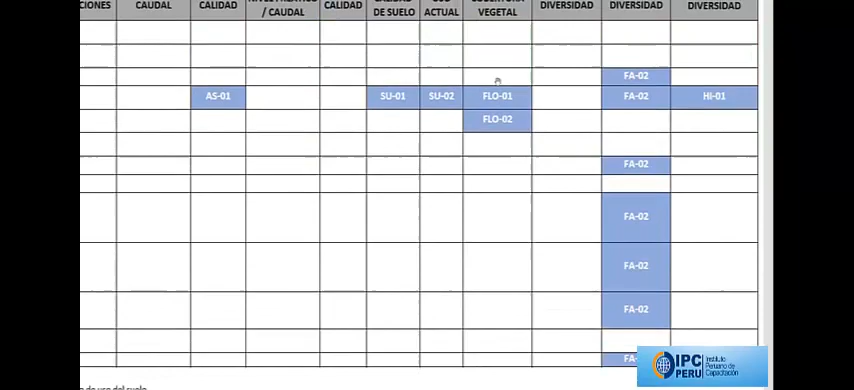 CIONES CAUDAL CALIDAD / CAUDAL CALIDAD DE SUELO ACTUAL VEGETAL DIVERSIDAD DIVERSIDAD DIVERSIDAD
FA-02
AS-01 SU-01 SU-02 FLO-01 FA-02 HI-01
FLO-02
FA-02
FA-02
FA-02
FA-02
FA-
IPC PERU Instituto Peruano de Capacitación